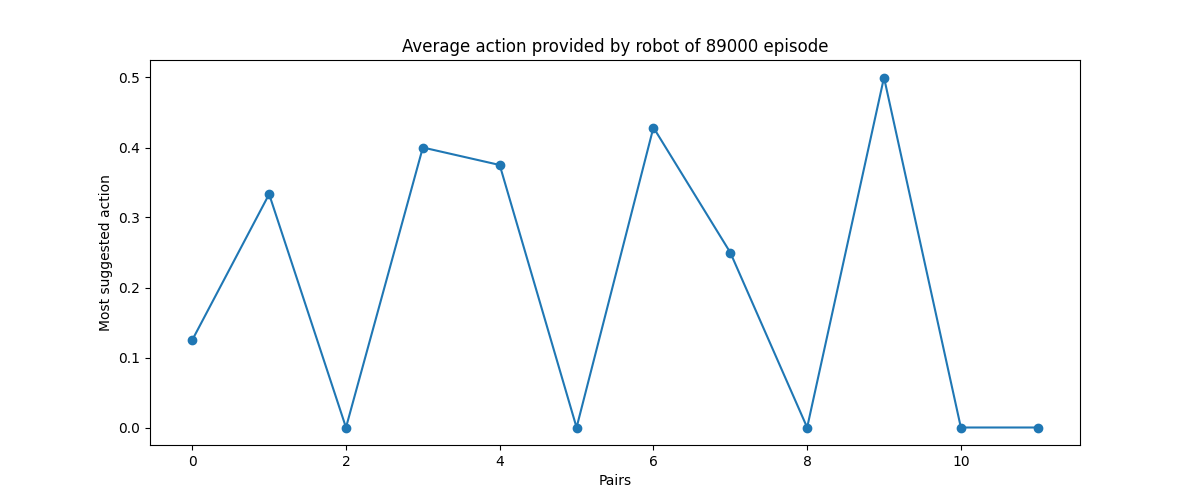 Average action provided by robot of 89000 episode
Most suggested action
0.5
0.4
0.3
0.2
0.1
0.0
0 2 4 6 8 10
Pairs